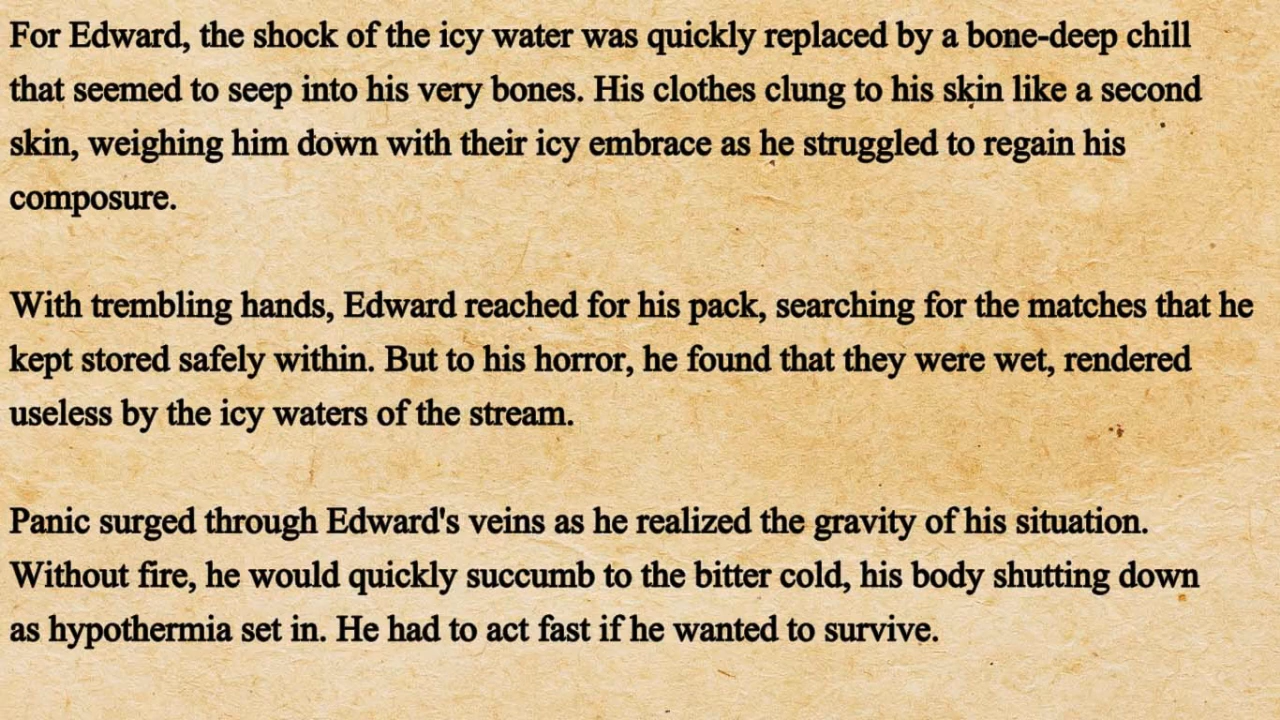 For Edward, the shock of the icy water was quickly replaced by a bone-deep chill
that seemed to seep into his very bones. His clothes clung to his skin like a second
skin, weighing him down with their icy embrace as he struggled to regain his
composure.
With trembling hands, Edward reached for his pack, searching for the matches that he
kept stored safely within. But to his horror, he found that they were wet, rendered
useless by the icy waters of the stream.
Panic surged through Edward's veins as he realized the gravity of his situation.
Without fire, he would quickly succumb to the bitter cold, his body shutting down
as hypothermia set in. He had to act fast if he wanted to survive.